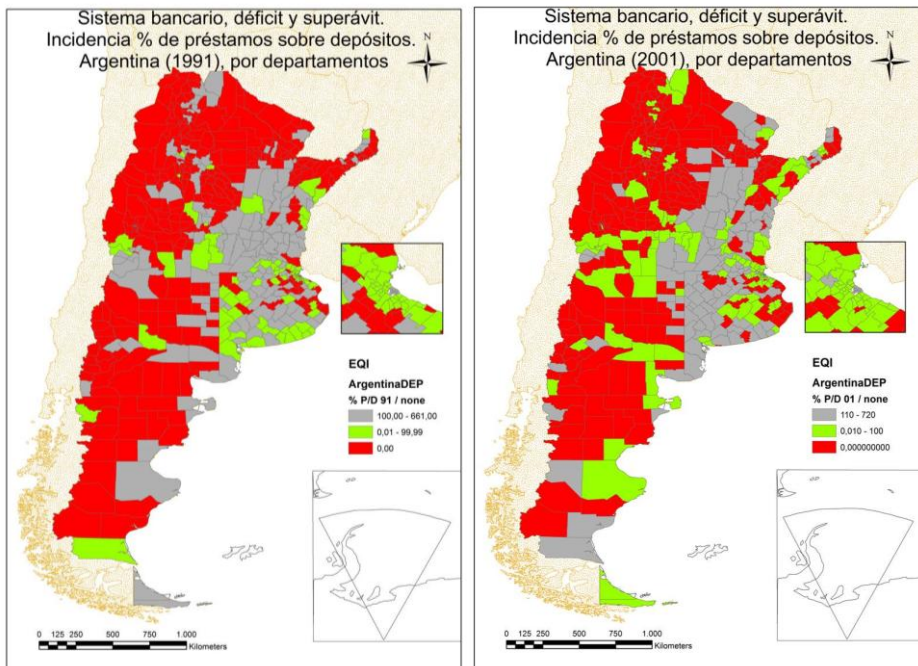 Sistema bancario, déficit y superávit.
Incidencia % de préstamos sobre depósitos.
Argentina (1991), por departamentos
N
EQI
ArgentinaDEP
% P/D 91 / none
100,00 - 661,00
0,01 - 99,99
0,00
0 125 250 500 750 1.000
Kilometers
Sistema bancario, déficit y superávit.
Incidencia % de préstamos sobre depósitos.
Argentina (2001), por departamentos
N
EQI
ArgentinaDEP
% P/D 01 / none
110 - 720
0,010 - 100
0,000000000
0 125 250 500 750 1.000
Kilometers